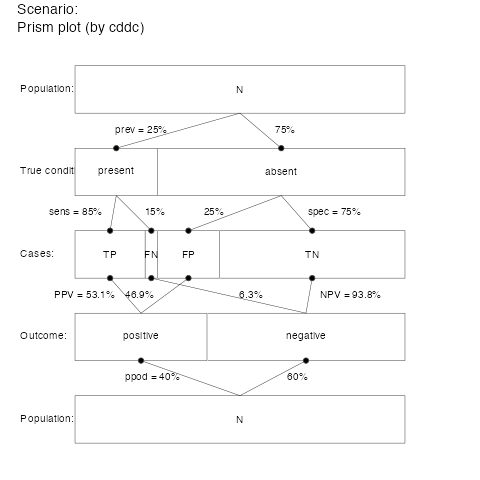 Scenario:
Prism plot (by cddc)
Population:
N
prev = 25%
75%
True condit
present
absent
sens = 85%
15%
25%
spec = 75%
Cases:
TP
FN
FP
TN
PPV = 53.1%
46.9%
6.3%
NPV = 93.8%
Outcome:
positive
negative
ppod = 40%
60%
Population:
N